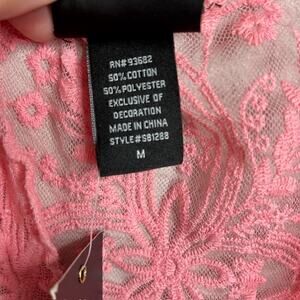 RN#93682
50%COTTON
50%POLYESTER
EXCLUSIVE OF
DECORATION
MADE IN CHINA
STYLE#SB1288
M